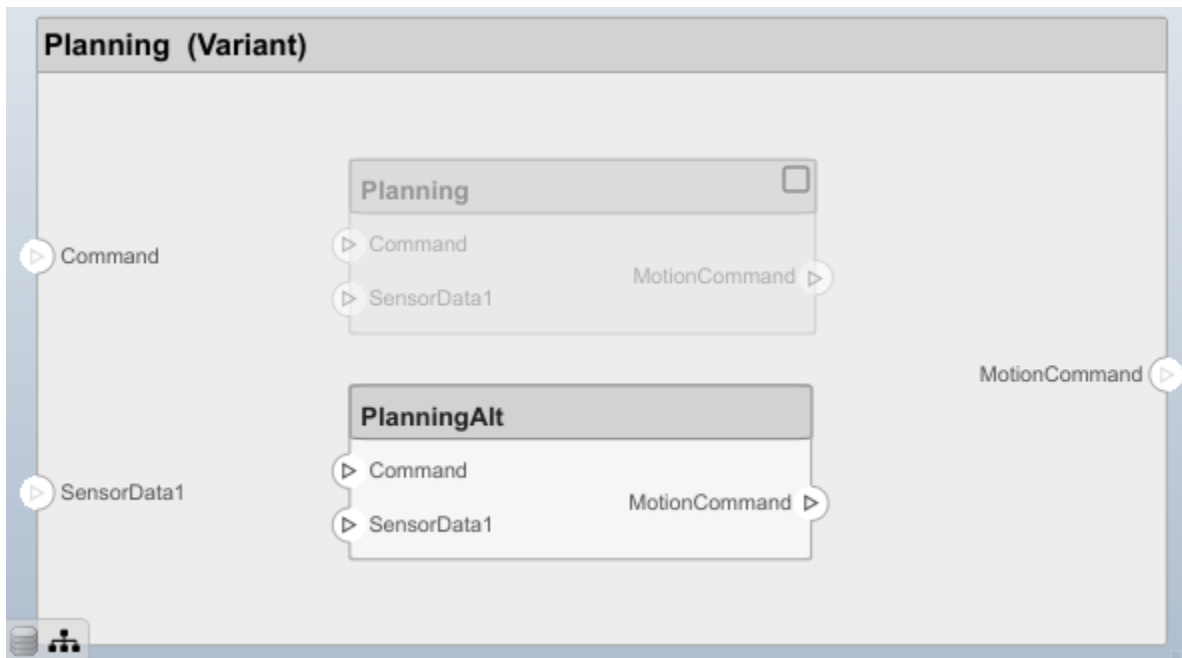 Planning (Variant)
Planning
Command
Command
MotionCommand
SensorData1
MotionCommand
PlanningAlt
Command
SensorData1
MotionCommand
SensorData1